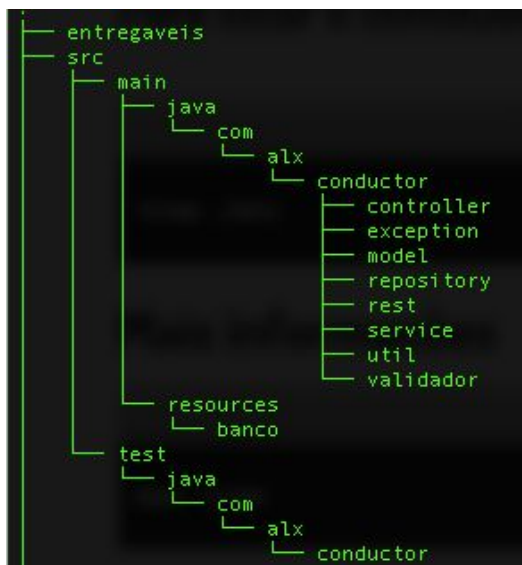 entregaveis
src
main
java
com
alx
conductor
controller
exception
model
repository
rest
service
util
validador
resources
banco
test
java
com
alx
conductor